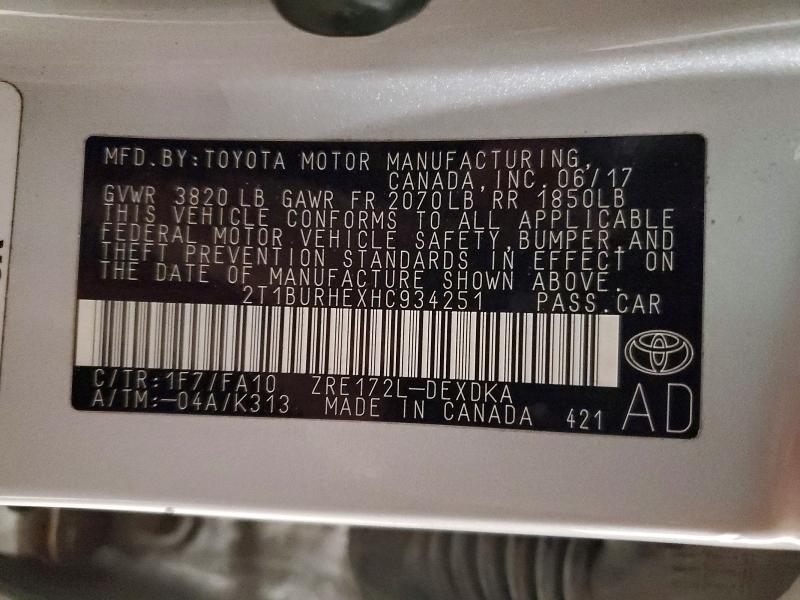 MFD.BY:TOYOTA MOTOR MANUFACTURING,
CANADA,INC. 06/17
GVWR 3820 LB GAWR FR 2070LB RR 1850LB
THIS VEHICLE CONFORMS TO ALL APPLICABLE
FEDERAL MOTOR VEHICLE SAFETY,BUMPER,AND
THEFT PREVENTION STANDARDS IN EFFECT ON
THE DATE OF MANUFACTURE SHOWN ABOVE.
2T1BURHEXHC934251 PASS.CAR
C/TR:1F7/FA10 ZRE172L-DEXDKA
A/TM:-04A/K313 MADE IN CANADA 421 AD